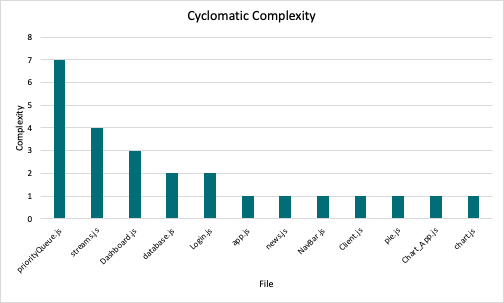 Cyclomatic Complexity
8
7
6
5
4
3
2
1
0
Complexity
priorityQueue.js
streams.js
Dashboard.js
database.js
Login.js
app.js
news.js
NavBar.js
Client.js
pie.js
Chart_App.js
chart.js
File